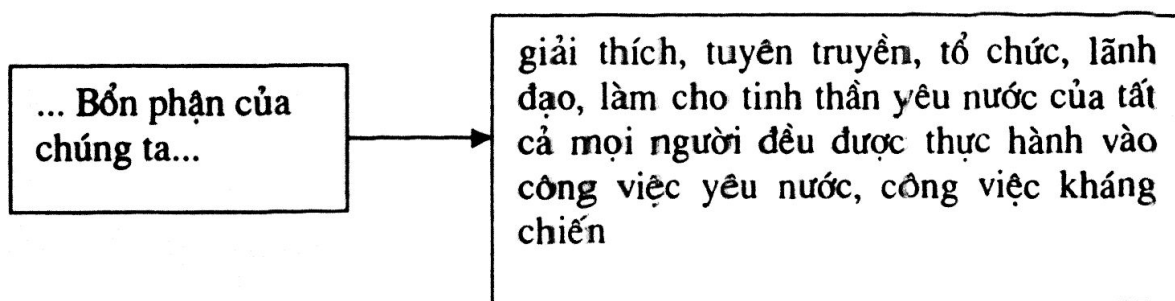 ... Bổn phận của
chúng ta...
giải thích, tuyên truyền, tổ chức, lãnh
đạo, làm cho tinh thần yêu nước của tất
cả mọi người đều được thực hành vào
công việc yêu nước, công việc kháng
chiến